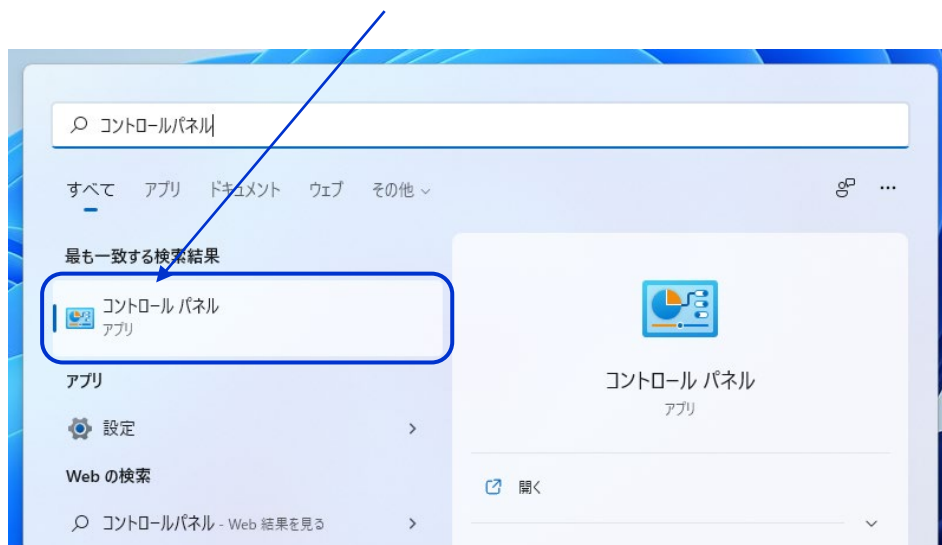 コントロールパネル
すべて アプリ ドキュメント ウェブ その他
最も一致する検索結果
コントロール パネル
アプリ
アプリ
設定
Web の検索
コントロールパネル - Web 結果を見る
コントロール パネル
アプリ
開く